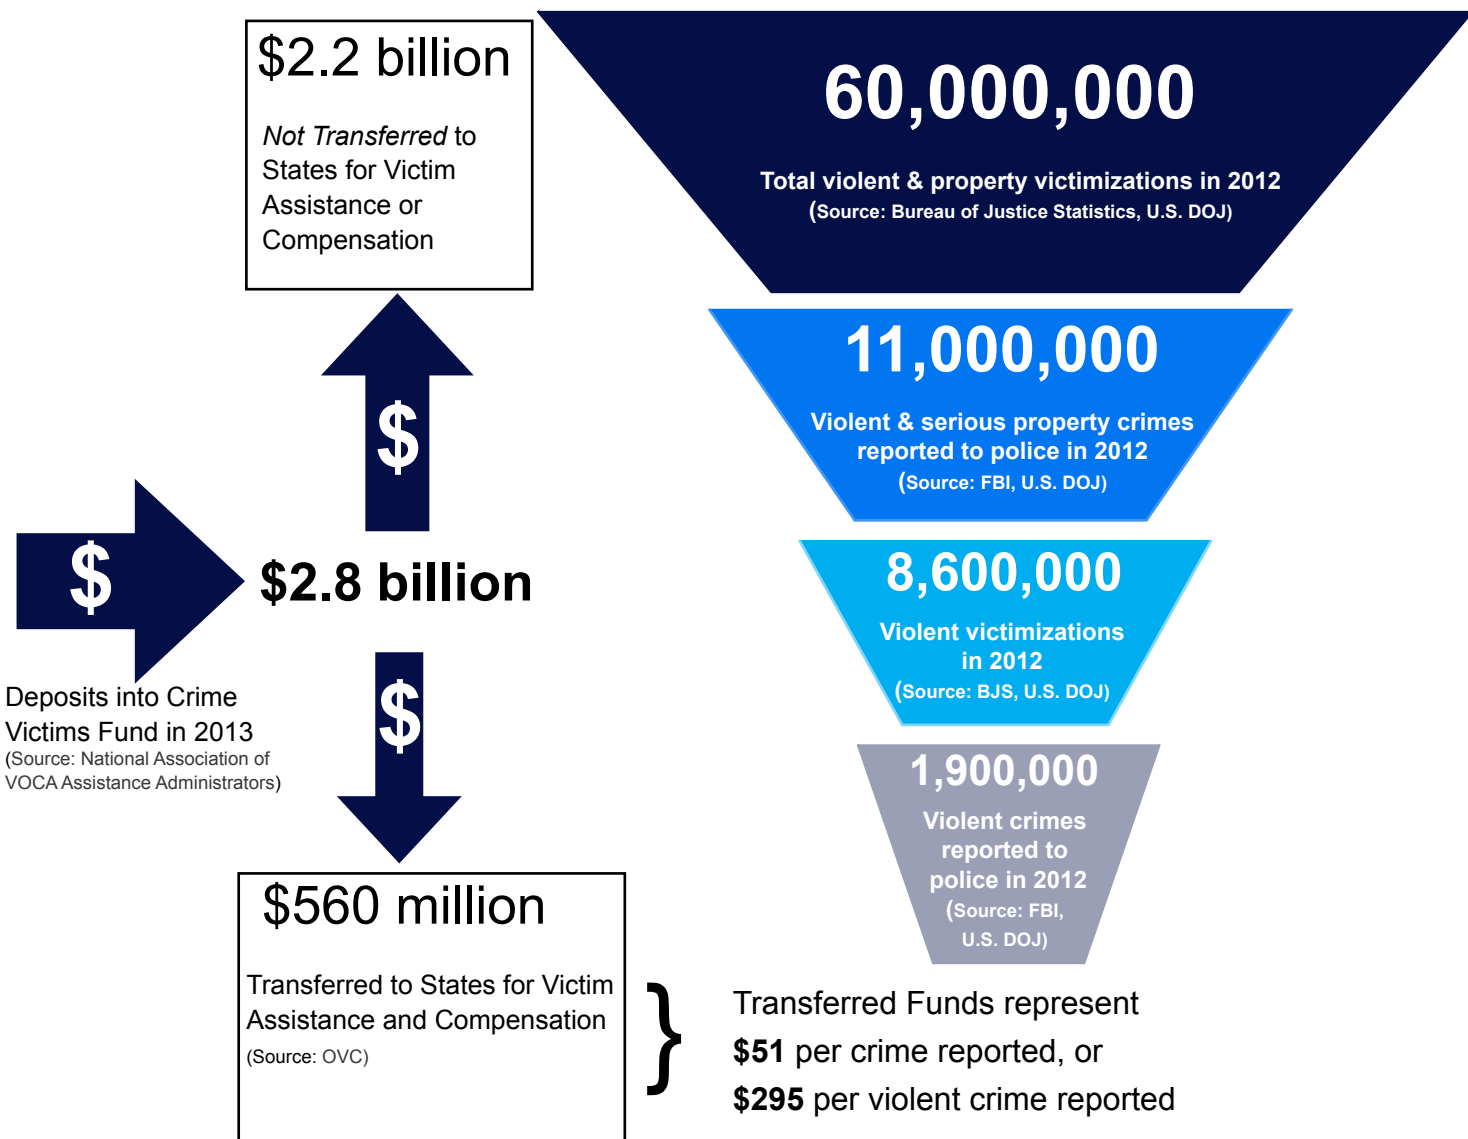 $2.2 billion
Not Transferred to
States for Victim
Assistance or
Compensation
$
$
$2.8 billion
Deposits into Crime
Victims Fund in 2013
(Source: National Association of
VOCA Assistance Administrators)
$
$560 million
Transferred to States for Victim
Assistance and Compensation
(Source: OVC)
}
Transferred Funds represent
$51 per crime reported, or
$295 per violent crime reported
60,000,000
Total violent & property victimizations in 2012
(Source: Bureau of Justice Statistics, U.S. DOJ)
11,000,000
Violent & serious property crimes
reported to police in 2012
(Source: FBI, U.S. DOJ)
8,600,000
Violent victimizations
in 2012
(Source: BJS, U.S. DOJ)
1,900,000
Violent crimes
reported to
police in 2012
(Source: FBI,
U.S. DOJ)